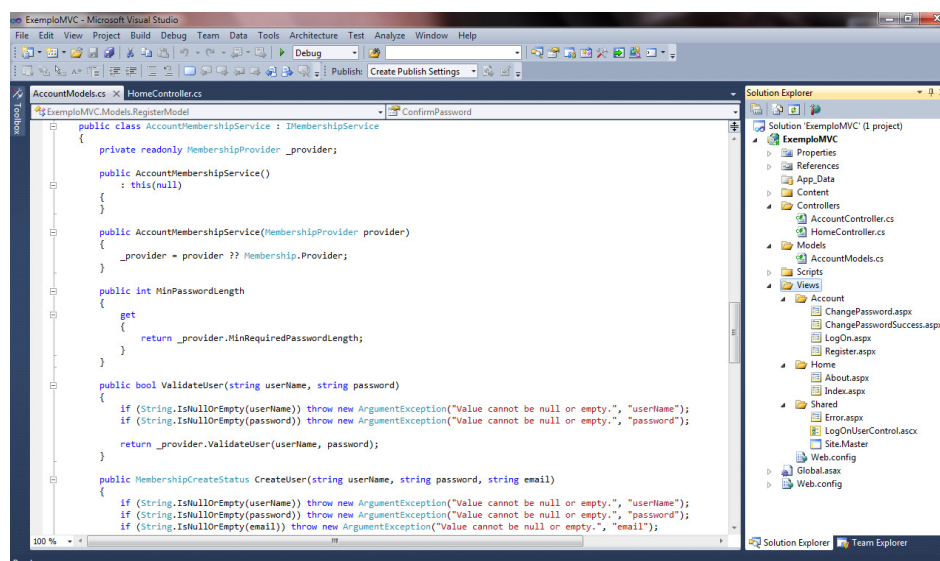 ExemploMVC - Microsoft Visual Studio
File Edit View Project Build Debug Team Data Tools Architecture Test Analyze Window Help
Debug
Publish: Create Publish Settings
Toolbox
AccountModels.cs HomeController.cs
ExemploMVC.Models.RegisterModel ConfirmPassword
public class AccountMembershipService : IMembershipService
{
private readonly MembershipProvider _provider;
public AccountMembershipService()
: this(null)
{
}
public AccountMembershipService(MembershipProvider provider)
{
_provider = provider ?? Membership.Provider;
}
public int MinPasswordLength
{
get
{
return _provider.MinRequiredPasswordLength;
}
}
public bool ValidateUser(string userName, string password)
{
if (String.IsNullOrEmpty(userName)) throw new ArgumentException("Value cannot be null or empty.", "userName");
if (String.IsNullOrEmpty(password)) throw new ArgumentException("Value cannot be null or empty.", "password");
return _provider.ValidateUser(userName, password);
}
public MembershipCreateStatus CreateUser(string userName, string password, string email)
{
if (String.IsNullOrEmpty(userName)) throw new ArgumentException("Value cannot be null or empty.", "userName");
if (String.IsNullOrEmpty(password)) throw new ArgumentException("Value cannot be null or empty.", "password");
if (String.IsNullOrEmpty(email)) throw new ArgumentException("Value cannot be null or empty.", "email");
100 %
Solution Explorer
Solution 'ExemploMVC' (1 project)
ExemploMVC
Properties
References
App_Data
Content
Controllers
AccountController.cs
HomeController.cs
Models
AccountModels.cs
Scripts
Views
Account
ChangePassword.aspx
ChangePasswordSuccess.aspx
LogOn.aspx
Register.aspx
Home
About.aspx
Index.aspx
Shared
Error.aspx
LogOnUserControl.ascx
Site.Master
Web.config
Global.asax
Web.config
Solution Explorer Team Explorer